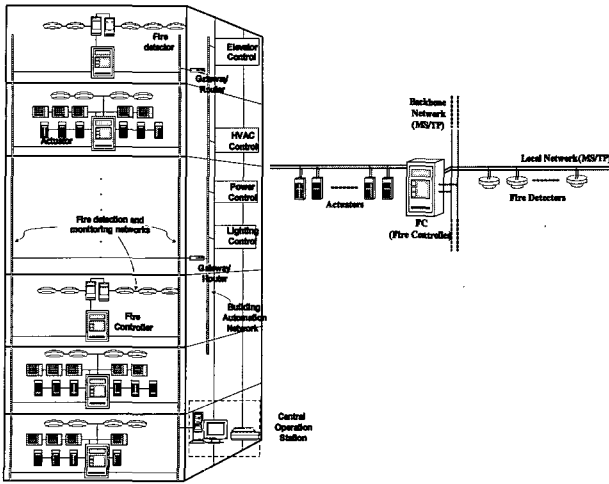 Fire
detector
Elevator
Control
Gateway/
Router
Actuator
HVAC
Control
Power
Control
Fire detection and
monitoring networks
Lighting
Control
Gateway/
Router
Building
Automation
Network
Fire
Controller
Central
Operation
Station
Backbone
Network
(MS/TP)
Local Network(MS/TP)
Actuaters
FC
(Fire Controller)
Fire Detecters